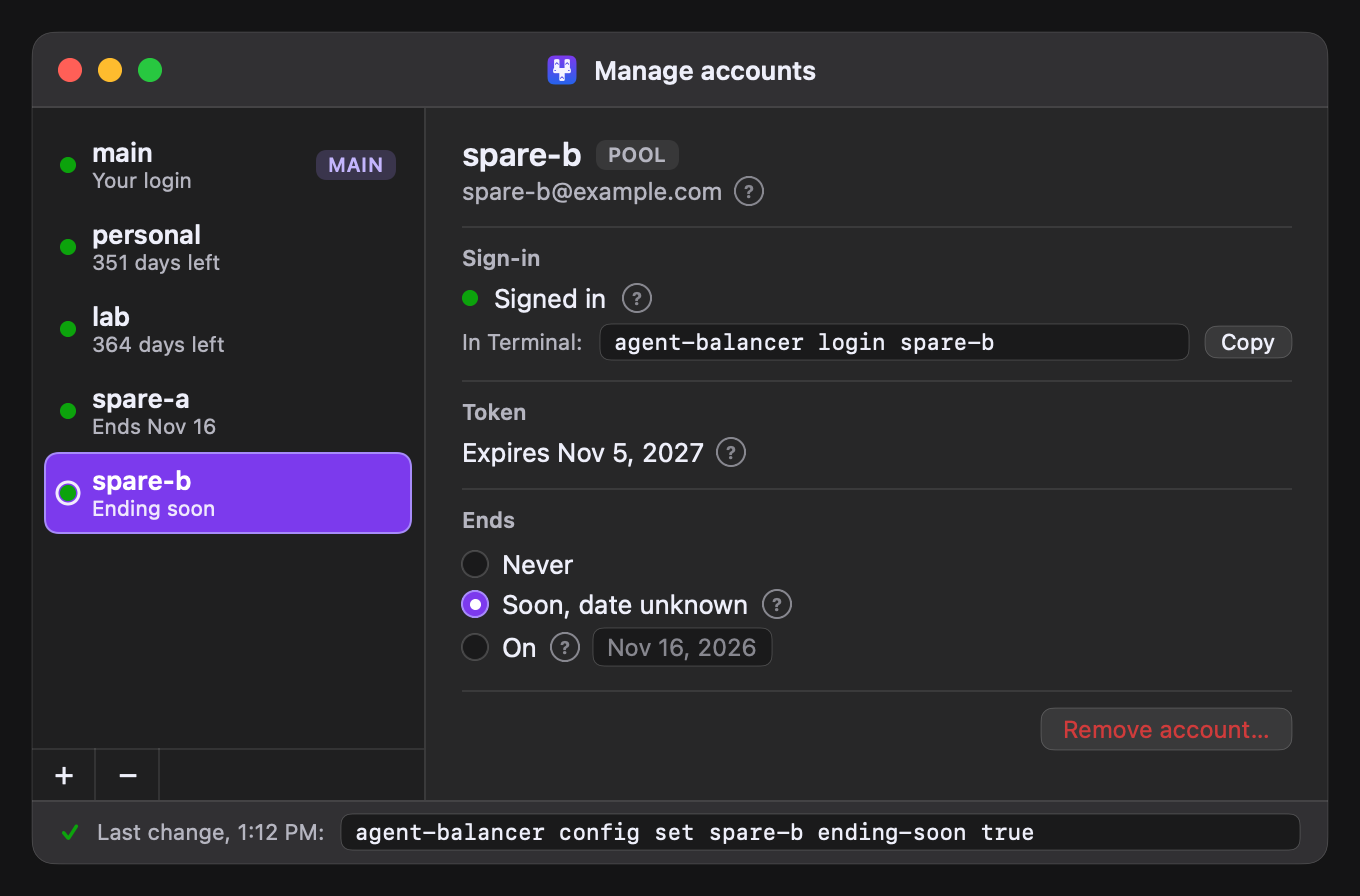 Manage accounts
main
Your login
MAIN
personal
351 days left
lab
364 days left
spare-a
Ends Nov 16
spare-b
Ending soon
+
−
spare-b POOL
spare-b@example.com ?
Sign-in
Signed in ?
In Terminal: agent-balancer login spare-b Copy
Token
Expires Nov 5, 2027 ?
Ends
Never
Soon, date unknown ?
On ? Nov 16, 2026
Remove account…
Last change, 1:12 PM: agent-balancer config set spare-b ending-soon true